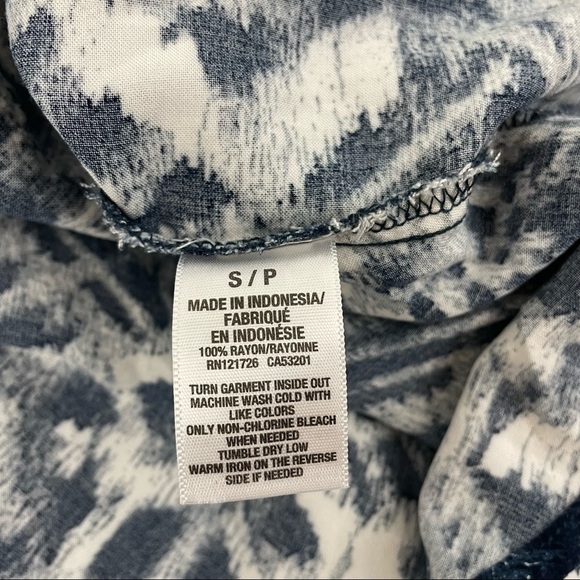 S / P
MADE IN INDONESIA/
FABRIQUÉ
EN INDONÉSIE
100% RAYON/RAYONNE
RN121726 CA53201
TURN GARMENT INSIDE OUT
MACHINE WASH COLD WITH
LIKE COLORS
ONLY NON-CHLORINE BLEACH
WHEN NEEDED
TUMBLE DRY LOW
WARM IRON ON THE REVERSE
SIDE IF NEEDED